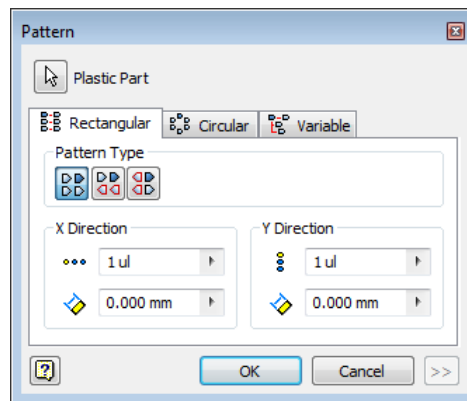 Pattern
Plastic Part
Rectangular Circular Variable
Pattern Type
X Direction Y Direction
1 ul 1 ul
0.000 mm 0.000 mm
OK Cancel >>